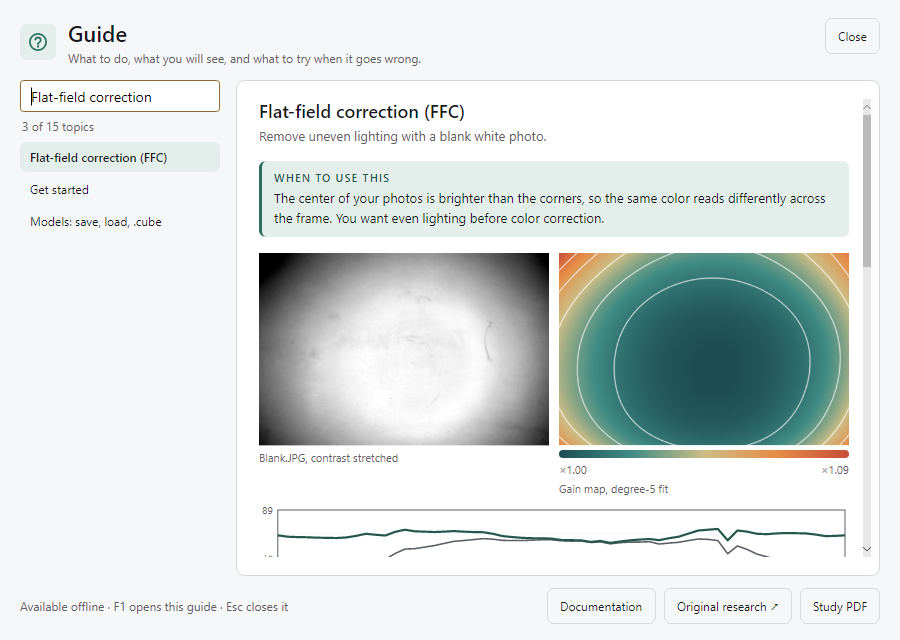 Guide
What to do, what you will see, and what to try when it goes wrong.
Close
Flat-field correction
3 of 15 topics
Flat-field correction (FFC)
Get started
Models: save, load, .cube
Flat-field correction (FFC)
Remove uneven lighting with a blank white photo.
WHEN TO USE THIS
The center of your photos is brighter than the corners, so the same color reads differently across
the frame. You want even lighting before color correction.
Blank.JPG, contrast stretched
×1.00
×1.09
Gain map, degree-5 fit
89
Available offline · F1 opens this guide · Esc closes it
Documentation
Original research ↗
Study PDF